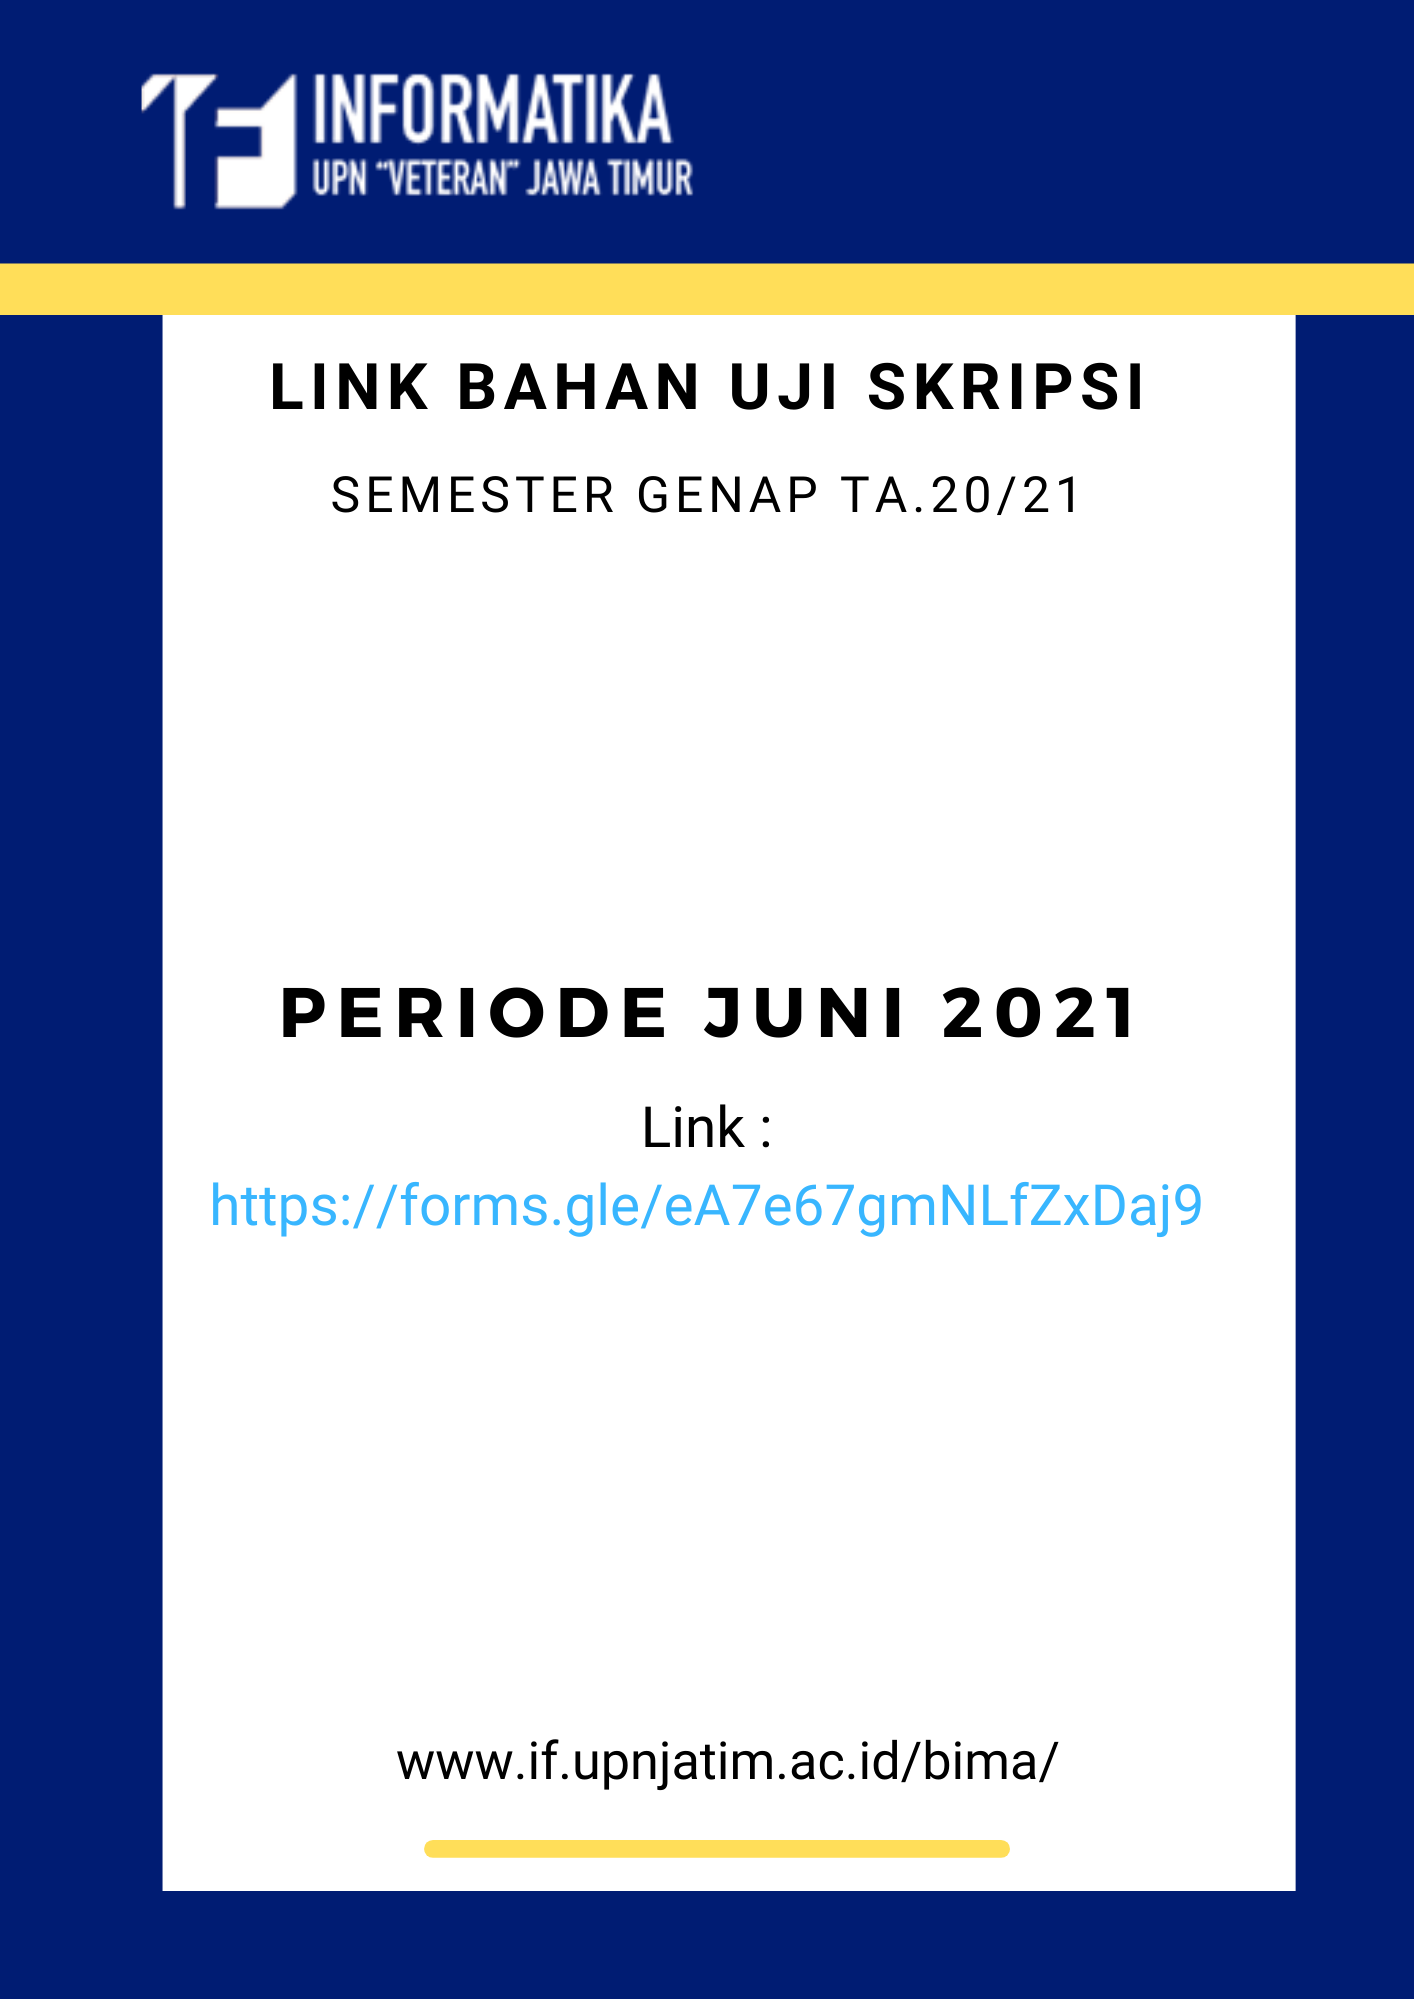 INFORMATIKA
UPN “VETERAN” JAWA TIMUR
LINK BAHAN UJI SKRIPSI
SEMESTER GENAP TA.20/21
PERIODE JUNI 2021
Link :
https://forms.gle/eA7e67gmNLfZxDaj9
www.if.upnjatim.ac.id/bima/